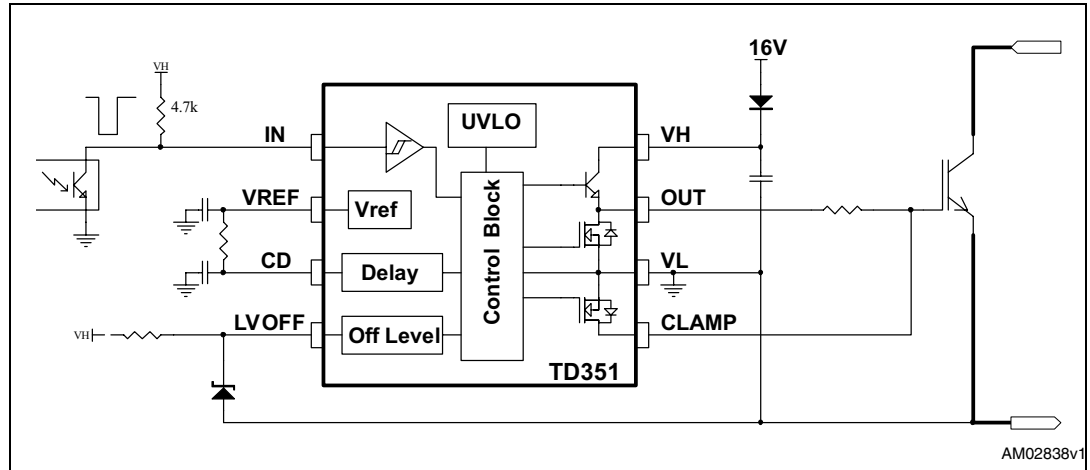 16V
VH
4.7k
IN
UVLO
VH
VREF
Vref
Control Block
OUT
CD
Delay
VL
VH
LVOFF
Off Level
CLAMP
TD351
AM02838v1